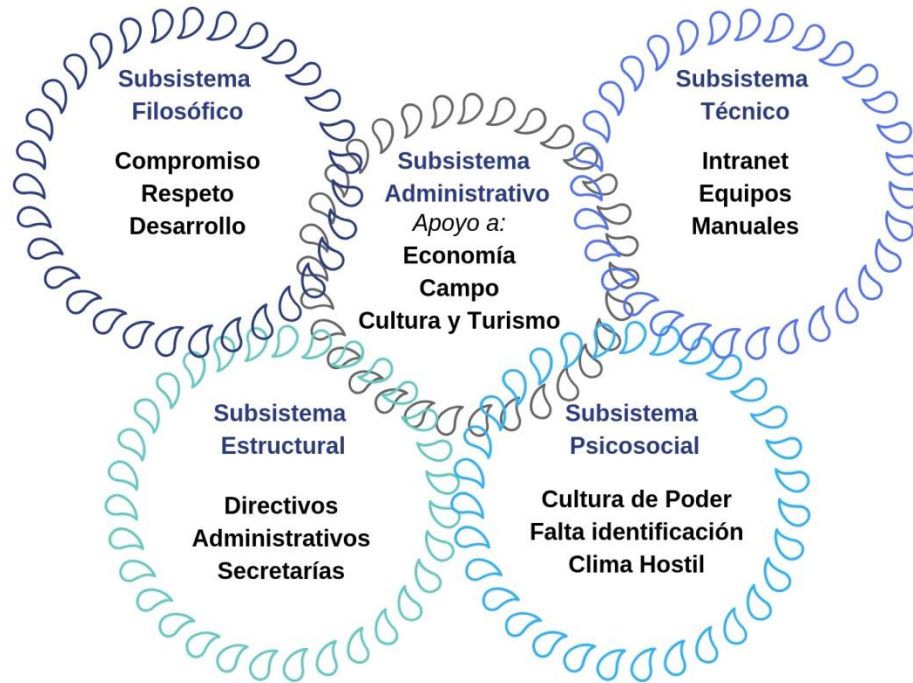 Subsistema
Filosófico
Compromiso
Respeto
Desarrollo
Subsistema
Administrativo
Apoyo a:
Economía
Campo
Cultura y Turismo
Subsistema
Técnico
Intranet
Equipos
Manuales
Subsistema
Estructural
Directivos
Administrativos
Secretarías
Subsistema
Psicosocial
Cultura de Poder
Falta identificación
Clima Hostil